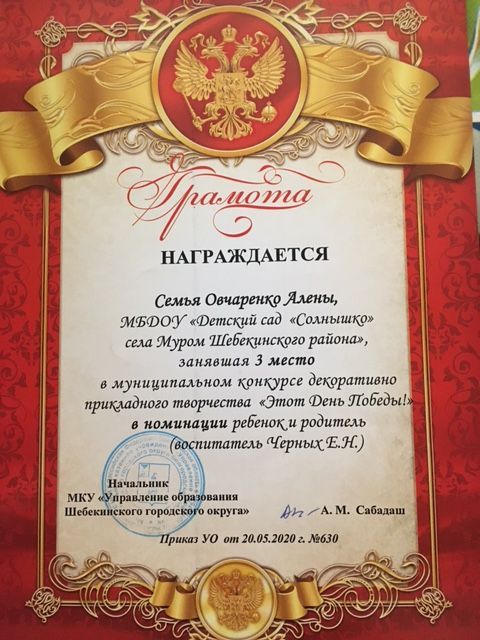 Грамота
НАГРАЖДАЕТСЯ
Семья Овчаренко Алены,
МБДОУ «Детский сад «Солнышко»
села Муром Шебекинского района»,
занявшая 3 место
в муниципальном конкурсе декоративно
прикладного творчества «Этот День Победы!»
в номинации ребенок и родитель
(воспитатель Черных Е.Н.)
Начальник
МКУ «Управление образования
Шебекинского городского округа»
А. М. Сабадаш
Приказ УО от 20.05.2020 г. №630